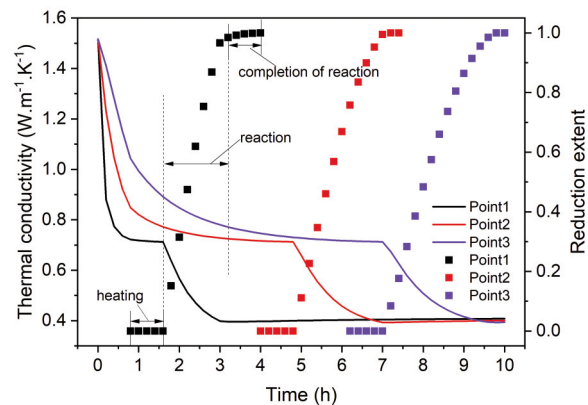 Thermal conductivity (W.m⁻¹.K⁻¹)
1.6
1.4
1.2
1.0
0.8
0.6
0.4
completion of reaction
reaction
heating
Point1
Point2
Point3
Point1
Point2
Point3
1.0
0.8
0.6
0.4
0.2
0.0
Reduction extent
0 1 2 3 4 5 6 7 8 9 10
Time (h)